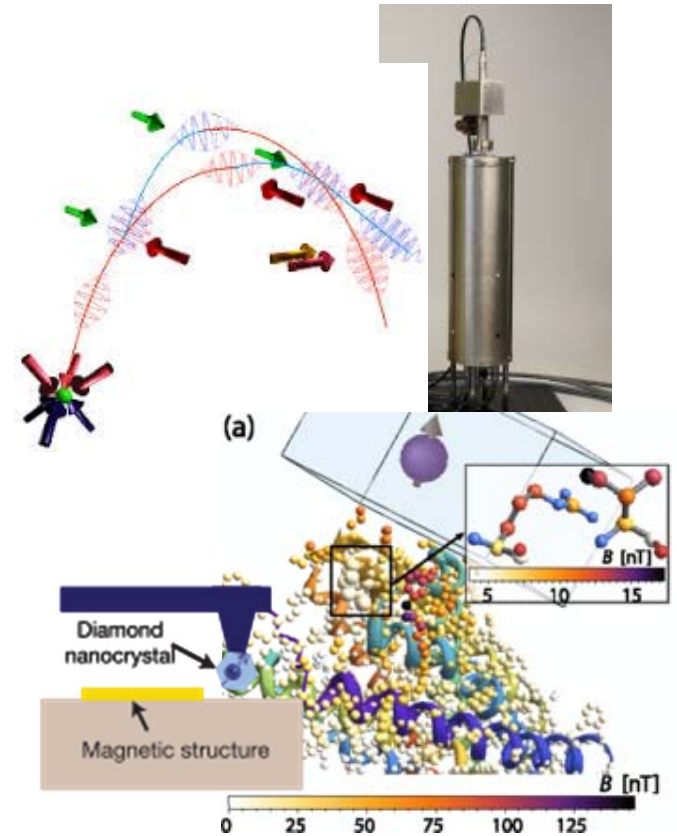 (a)
B [nT]
5 10 15
Diamond
nanocrystal
Magnetic structure
B [nT]
0 25 50 75 100 125